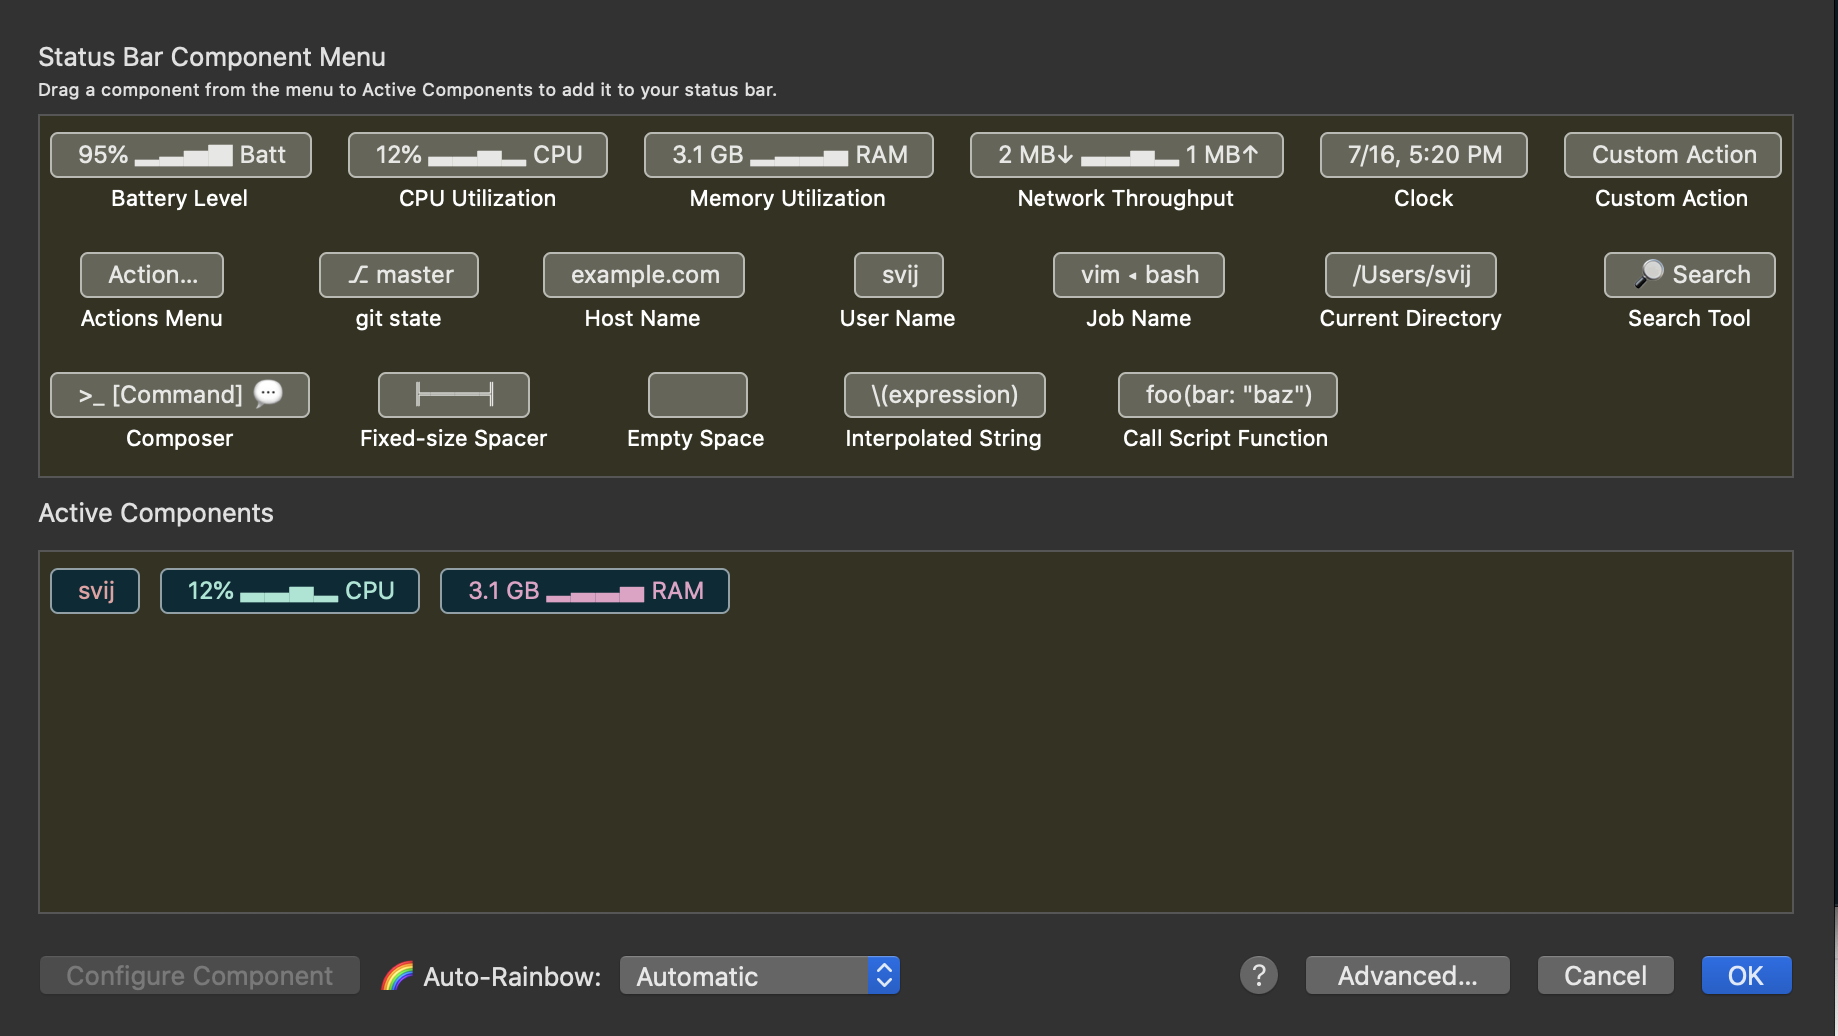 Status Bar Component Menu
Drag a component from the menu to Active Components to add it to your status bar.
95% ▂▂▄▆ Batt
12% ▂▂▄▂ CPU
3.1 GB ▂▂▂▄ RAM
2 MB↓ ▂▂▄▂ 1 MB↑
7/16, 5:20 PM
Custom Action
Battery Level
CPU Utilization
Memory Utilization
Network Throughput
Clock
Custom Action
Action...
⎇ master
example.com
svij
vim ◂ bash
/Users/svij
🔎 Search
Actions Menu
git state
Host Name
User Name
Job Name
Current Directory
Search Tool
>_ [Command] 💬
╠════╣
\(expression)
foo(bar: "baz")
Composer
Fixed-size Spacer
Empty Space
Interpolated String
Call Script Function
Active Components
svij
12% ▂▂▄▂ CPU
3.1 GB ▂▂▂▄ RAM
Configure Component
🌈 Auto-Rainbow:
Automatic
?
Advanced...
Cancel
OK